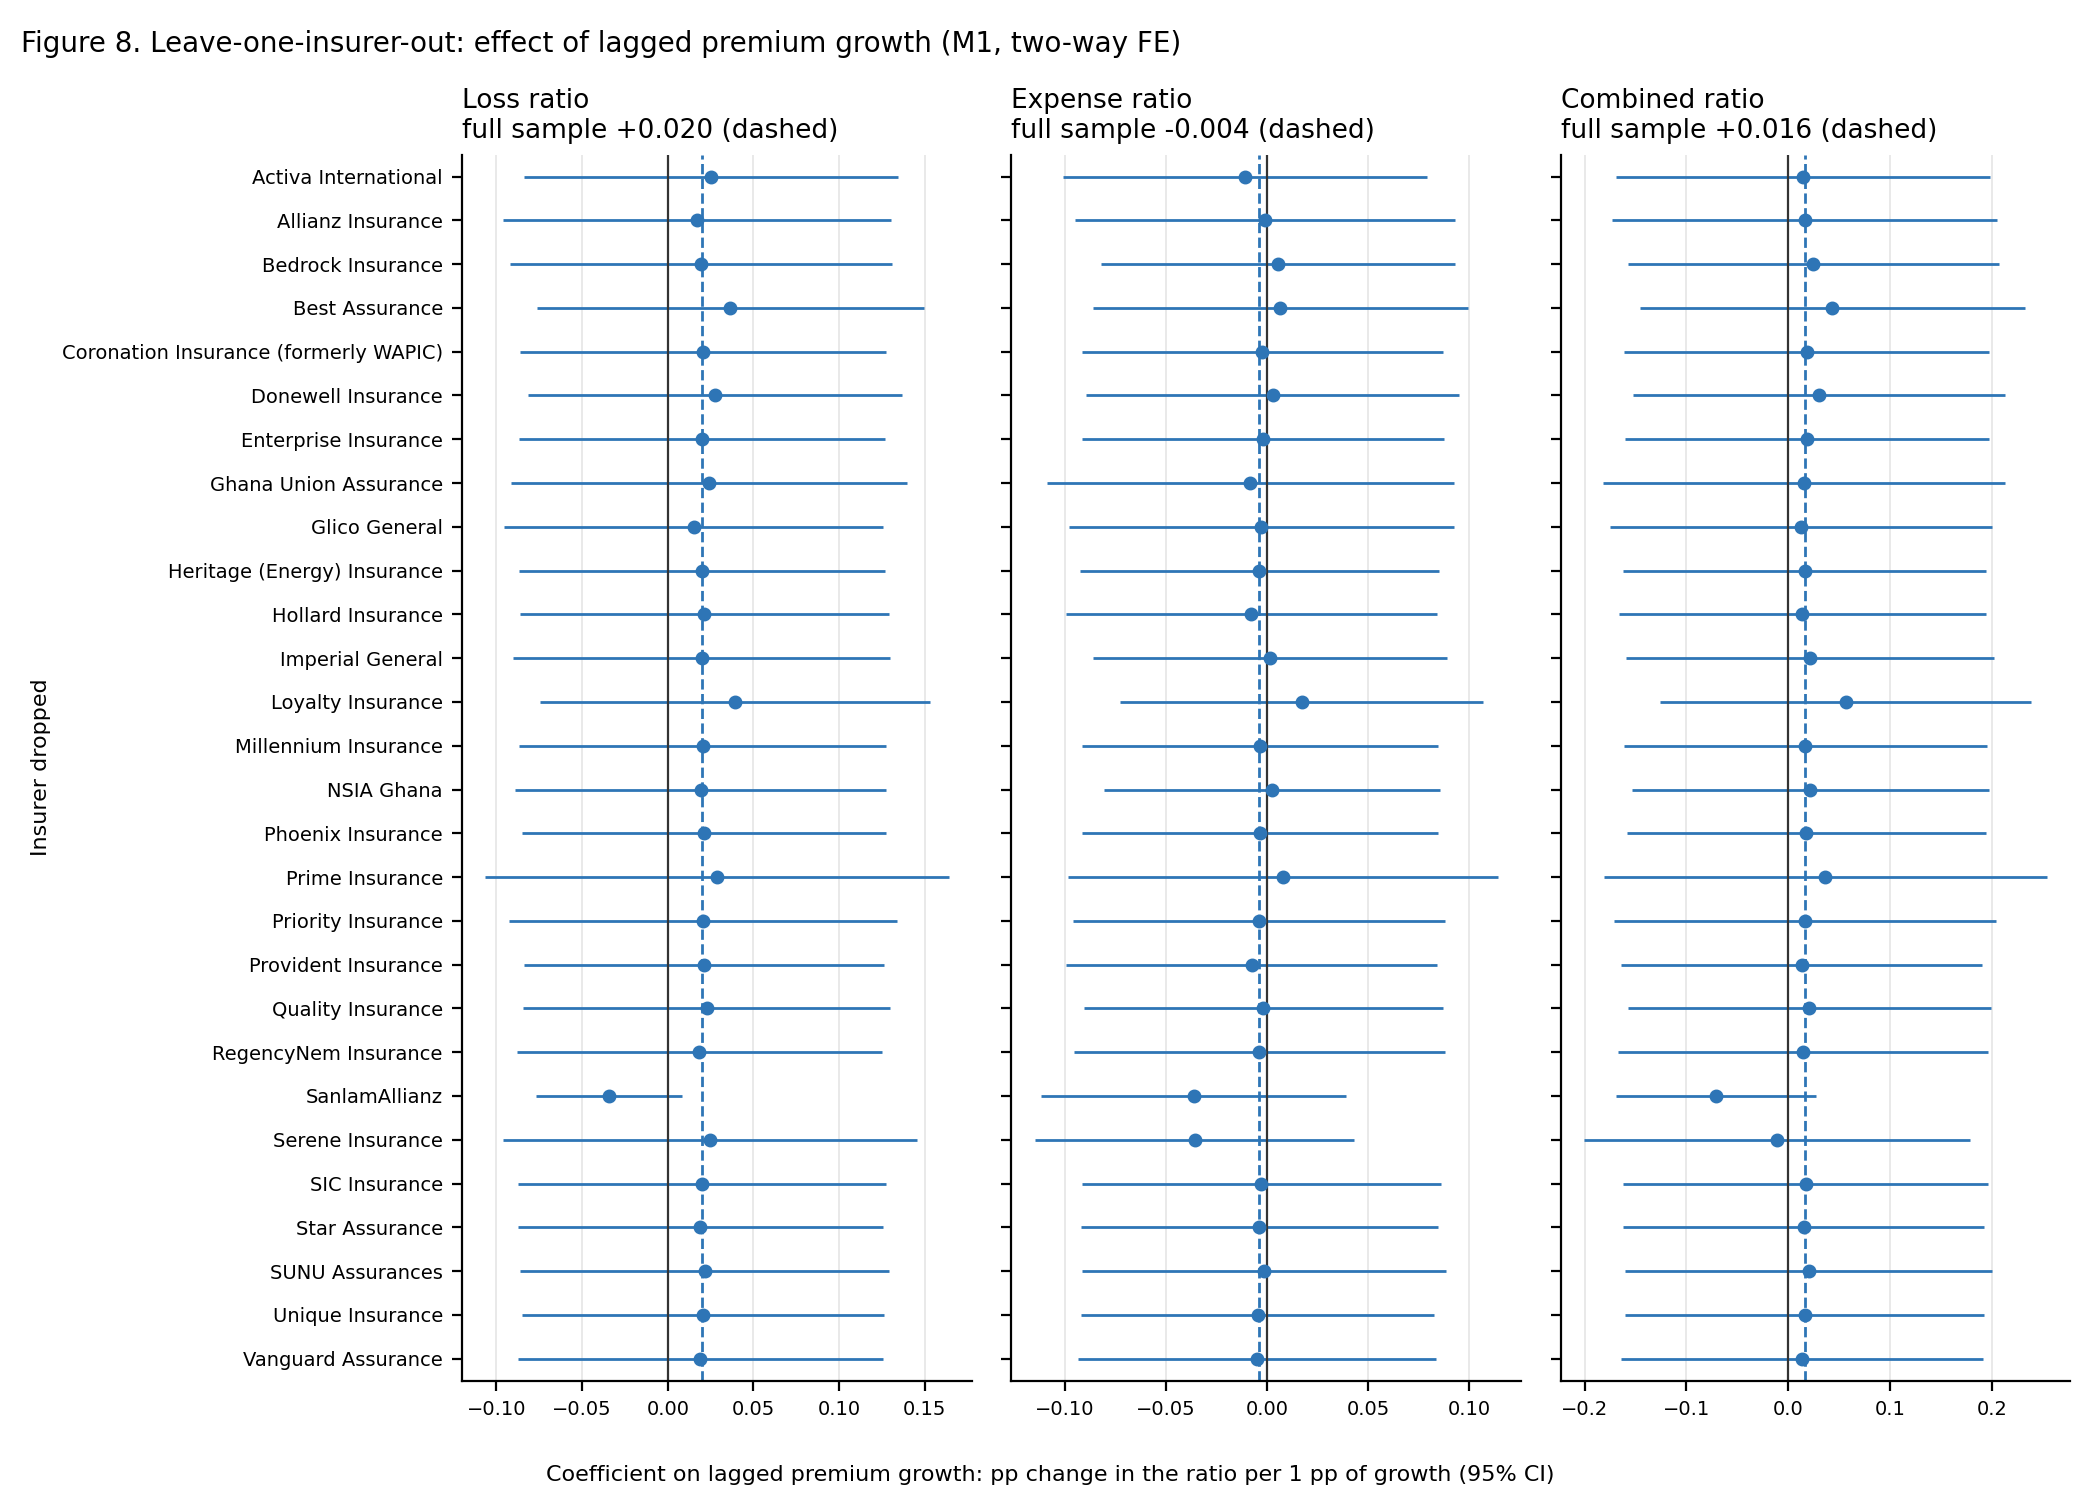 Figure 8. Leave-one-insurer-out: effect of lagged premium growth (M1, two-way FE)
Loss ratio
full sample +0.020 (dashed)
Expense ratio
full sample -0.004 (dashed)
Combined ratio
full sample +0.016 (dashed)
Insurer dropped
Activa International
Allianz Insurance
Bedrock Insurance
Best Assurance
Coronation Insurance (formerly WAPIC)
Donewell Insurance
Enterprise Insurance
Ghana Union Assurance
Glico General
Heritage (Energy) Insurance
Hollard Insurance
Imperial General
Loyalty Insurance
Millennium Insurance
NSIA Ghana
Phoenix Insurance
Prime Insurance
Priority Insurance
Provident Insurance
Quality Insurance
RegencyNem Insurance
SanlamAllianz
Serene Insurance
SIC Insurance
Star Assurance
SUNU Assurances
Unique Insurance
Vanguard Assurance
−0.10 −0.05 0.00 0.05 0.10 0.15
−0.10 −0.05 0.00 0.05 0.10
−0.2 −0.1 0.0 0.1 0.2
Coefficient on lagged premium growth: pp change in the ratio per 1 pp of growth (95% CI)